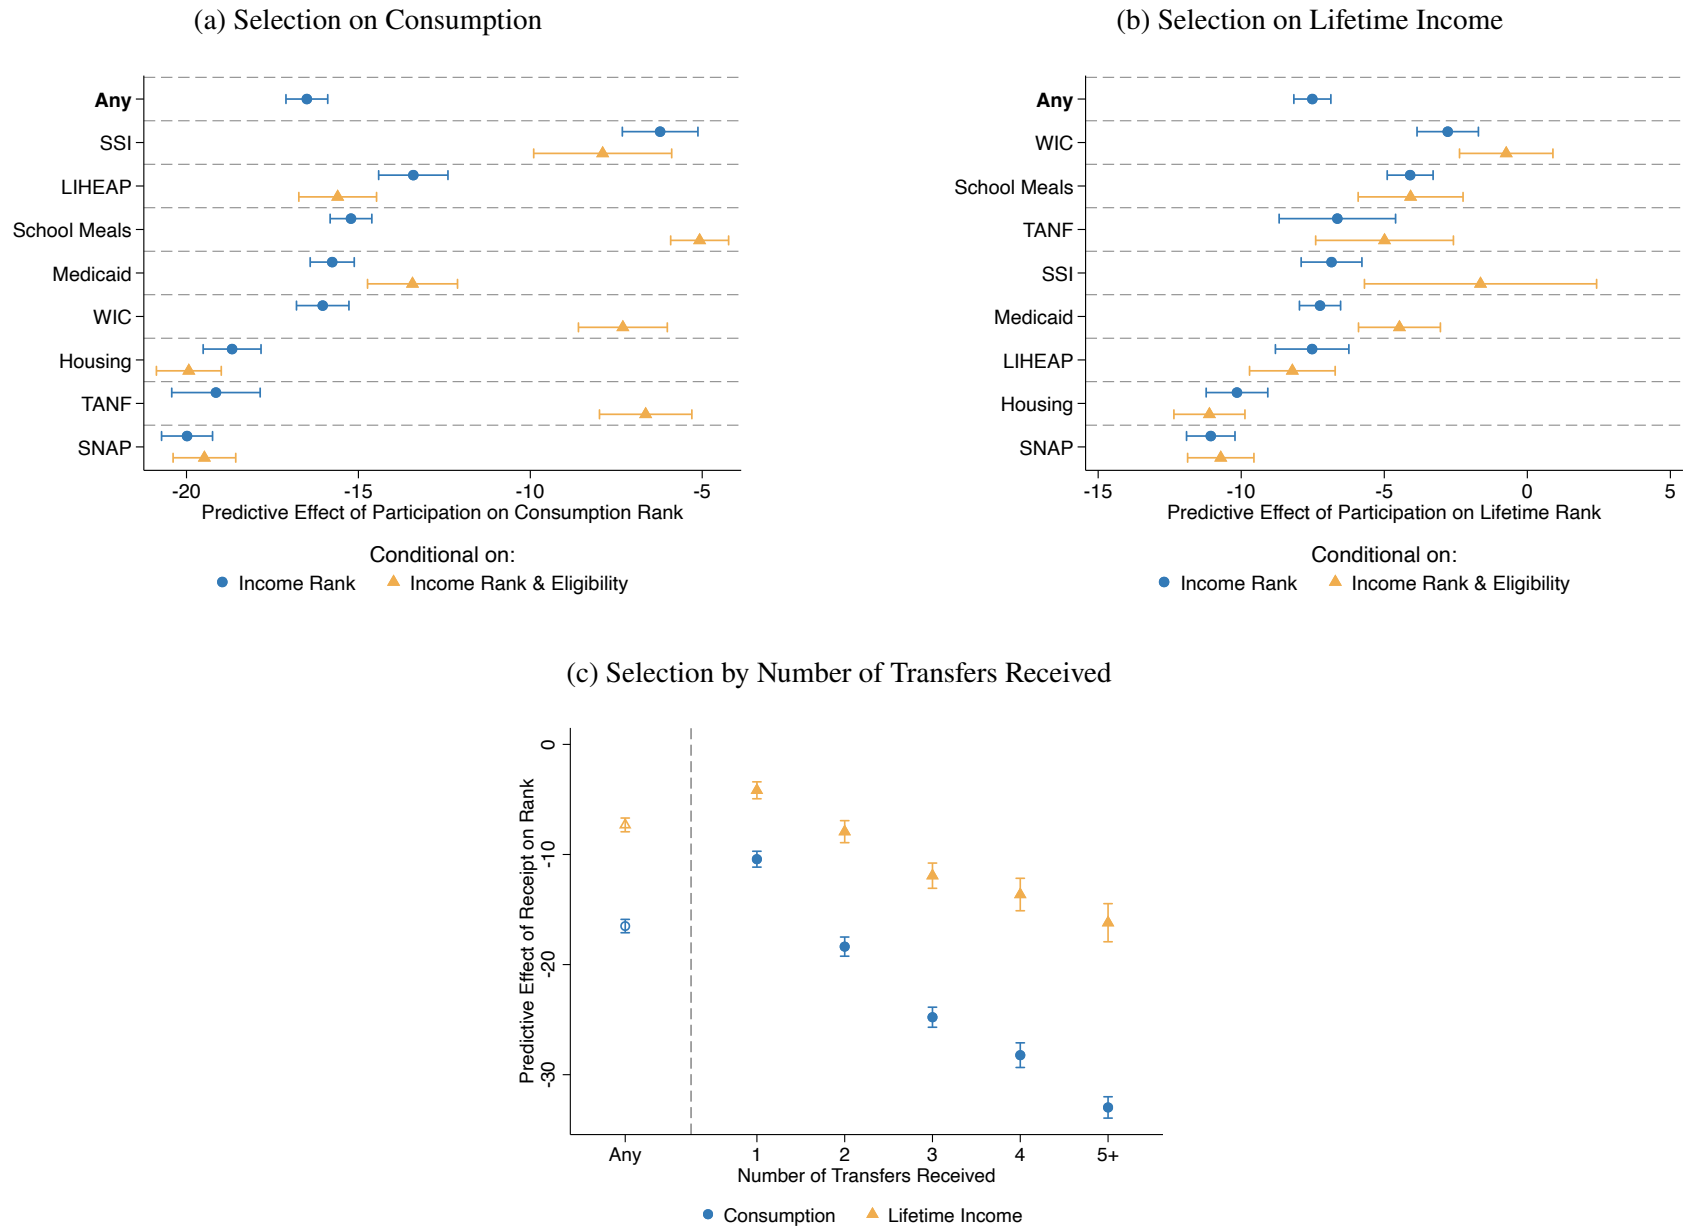 (a) Selection on Consumption
Any
SSI
LIHEAP
School Meals
Medicaid
WIC
Housing
TANF
SNAP
-20 -15 -10 -5
Predictive Effect of Participation on Consumption Rank
Conditional on:
Income Rank Income Rank & Eligibility
(b) Selection on Lifetime Income
Any
WIC
School Meals
TANF
SSI
Medicaid
LIHEAP
Housing
SNAP
-15 -10 -5 0 5
Predictive Effect of Participation on Lifetime Rank
Conditional on:
Income Rank Income Rank & Eligibility
(c) Selection by Number of Transfers Received
Predictive Effect of Receipt on Rank
0
-10
-20
-30
Any 1 2 3 4 5+
Number of Transfers Received
Consumption Lifetime Income